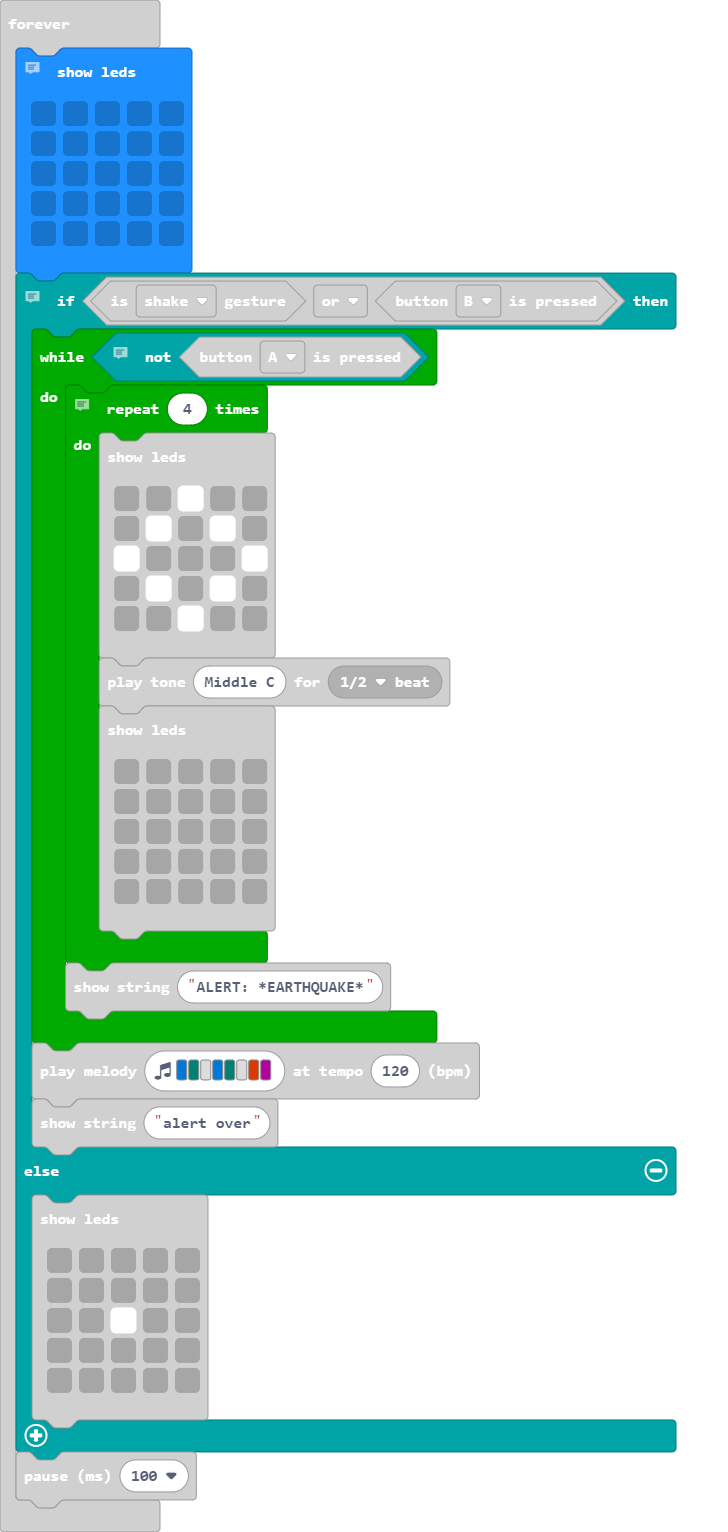 forever
show leds
if is shake gesture or button B is pressed then
while not button A is pressed
do
repeat 4 times
do
show leds
play tone Middle C for 1/2 beat
show leds
show string "ALERT: *EARTHQUAKE*"
play melody at tempo 120 (bpm)
show string "alert over"
else
show leds
pause (ms) 100